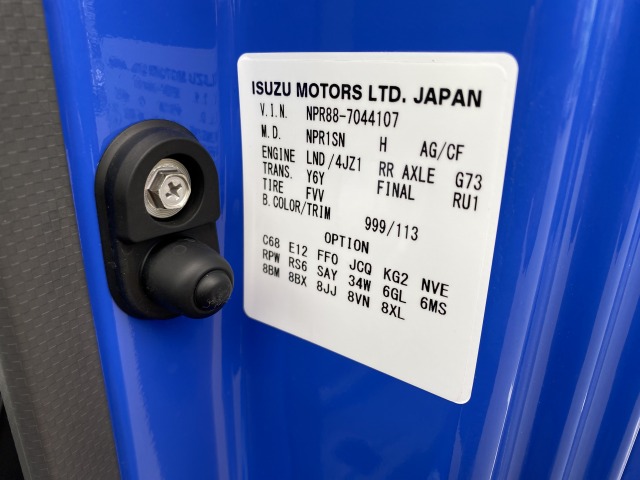 ISUZU MOTORS LTD. JAPAN
V.I.N. NPR88-7044107
M.D. NPR1SN H AG/CF
ENGINE LND/4JZ1 RR AXLE G73
TRANS. Y6Y FINAL RU1
TIRE FVV
B.COLOR/TRIM 999/113
OPTION
C68 E12 FF0 JCQ KG2 NVE
RPW RS6 SAY 34W 6GL 6MS
8BM 8BX 8JJ 8VN 8XL